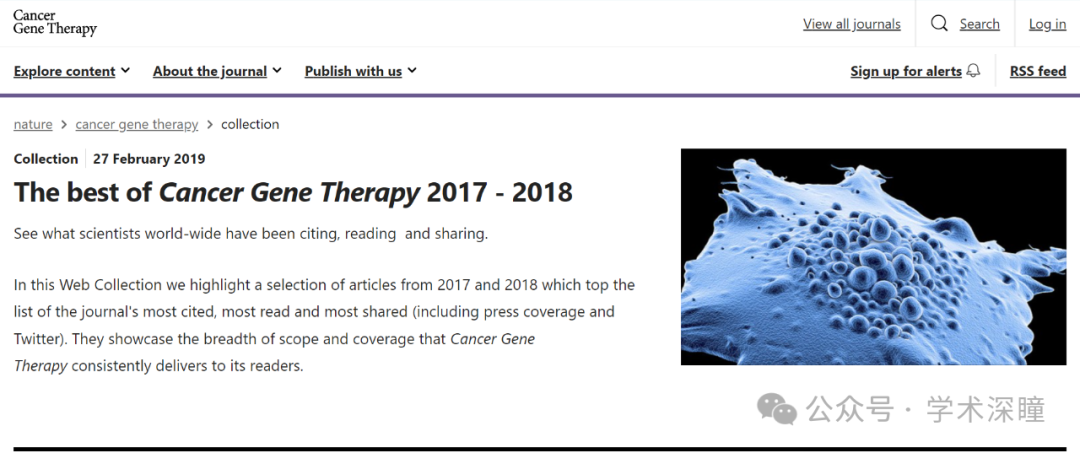 Cancer
Gene Therapy
View all journals
Search
Log in
Explore content
About the journal
Publish with us
Sign up for alerts
RSS feed
nature > cancer gene therapy > collection
Collection 27 February 2019
The best of Cancer Gene Therapy 2017 - 2018
See what scientists world-wide have been citing, reading and sharing.
In this Web Collection we highlight a selection of articles from 2017 and 2018 which top the
list of the journal's most cited, most read and most shared (including press coverage and
Twitter). They showcase the breadth of scope and coverage that Cancer Gene
Therapy consistently delivers to its readers.
公众号 · 学术深瞳